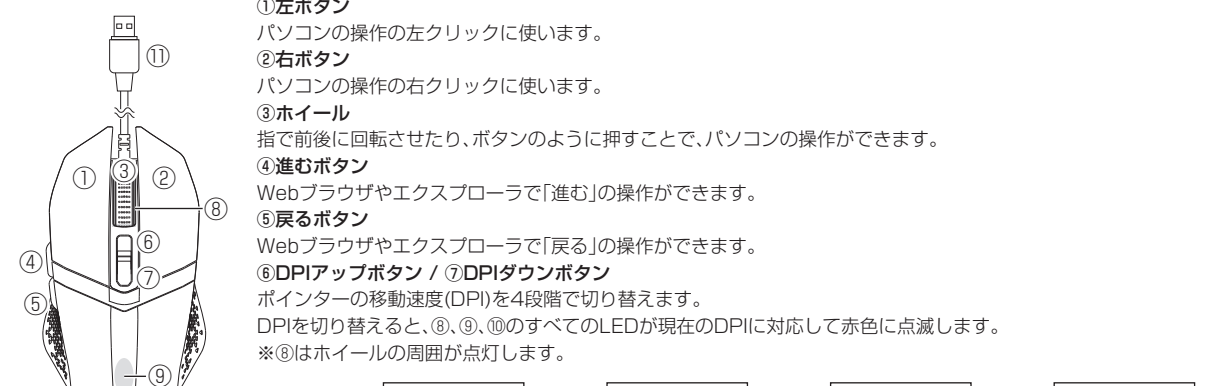 ⑪
①
③
②
⑧
⑥
④
⑦
⑤
⑨
①左ボタン
パソコンの操作の左クリックに使います。
②右ボタン
パソコンの操作の右クリックに使います。
③ホイール
指で前後に回転させたり、ボタンのように押すことで、パソコンの操作ができます。
④進むボタン
Webブラウザやエクスプローラで「進む」の操作ができます。
⑤戻るボタン
Webブラウザやエクスプローラで「戻る」の操作ができます。
⑥DPIアップボタン / ⑦DPIダウンボタン
ポインターの移動速度(DPI)を4段階で切り替えます。
DPIを切り替えると、⑧、⑨、⑩のすべてのLEDが現在のDPIに対応して赤色に点滅します。
※⑧はホイールの周囲が点灯します。